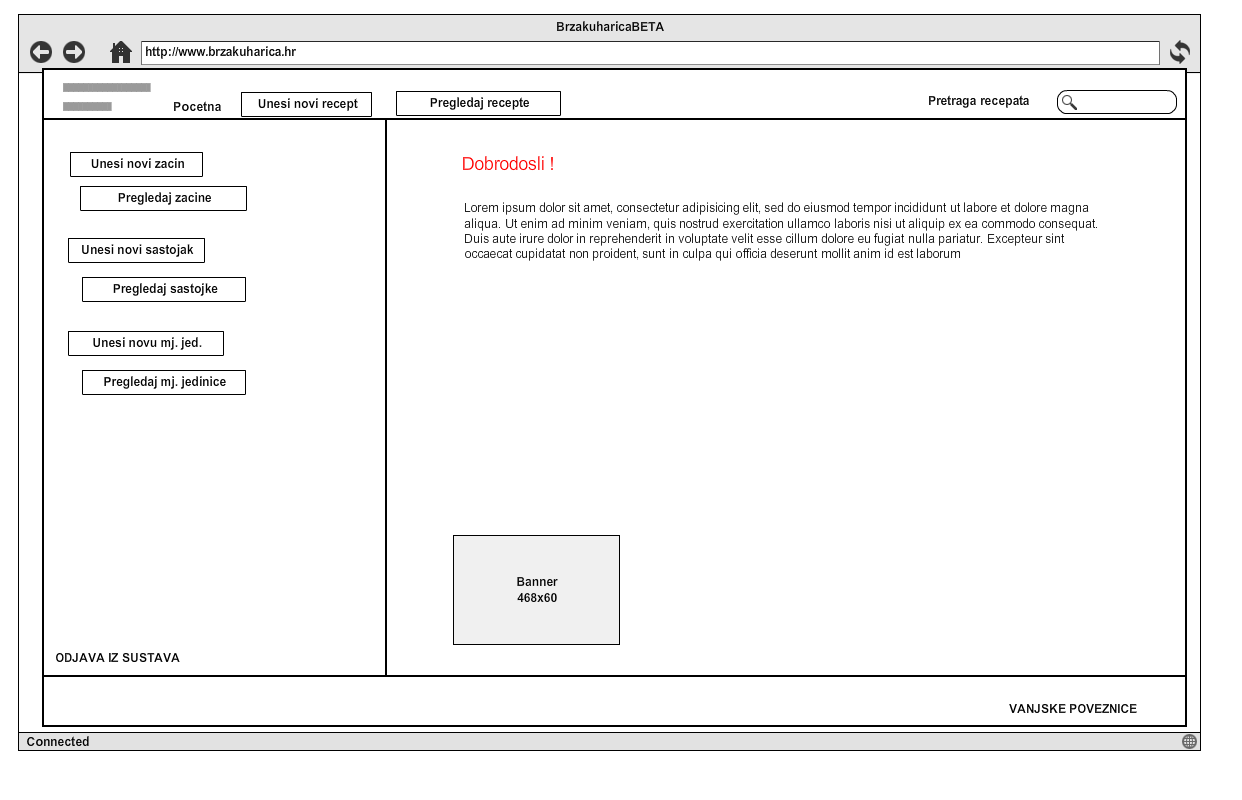 BrzakuharicaBETA
http://www.brzakuharica.hr
Pocetna
Unesi novi recept
Pregledaj recepte
Pretraga recepata
Unesi novi zacin
Pregledaj zacine
Unesi novi sastojak
Pregledaj sastojke
Unesi novu mj. jed.
Pregledaj mj. jedinice
ODJAVA IZ SUSTAVA
Dobrodosli !
Lorem ipsum dolor sit amet, consectetur adipisicing elit, sed do eiusmod tempor incididunt ut labore et dolore magna
aliqua. Ut enim ad minim veniam, quis nostrud exercitation ullamco laboris nisi ut aliquip ex ea commodo consequat.
Duis aute irure dolor in reprehenderit in voluptate velit esse cillum dolore eu fugiat nulla pariatur. Excepteur sint
occaecat cupidatat non proident, sunt in culpa qui officia deserunt mollit anim id est laborum
Banner
468x60
VANJSKE POVEZNICE
Connected